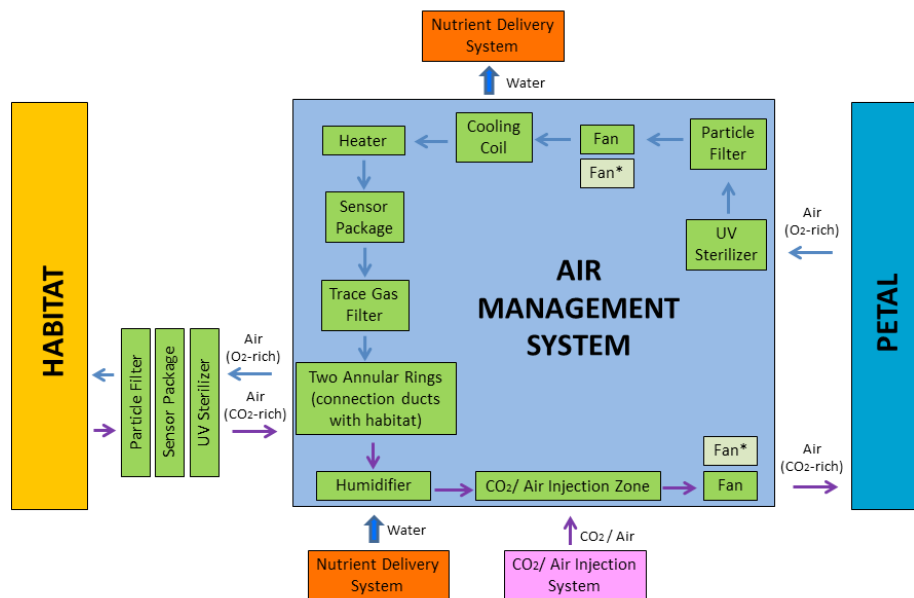 Nutrient Delivery
System
Water
HABITAT
Particle Filter
Sensor Package
UV Sterilizer
Air
(O2-rich)
Air
(CO2-rich)
Heater
Cooling
Coil
Fan
Fan*
Particle
Filter
UV
Sterilizer
Sensor
Package
Trace Gas
Filter
Two Annular Rings
(connection ducts
with habitat)
Humidifier
CO2/ Air Injection Zone
Fan*
Fan
AIR
MANAGEMENT
SYSTEM
Air
(O2-rich)
Air
(CO2-rich)
PETAL
Water
Nutrient Delivery
System
CO2 / Air
CO2/ Air Injection
System